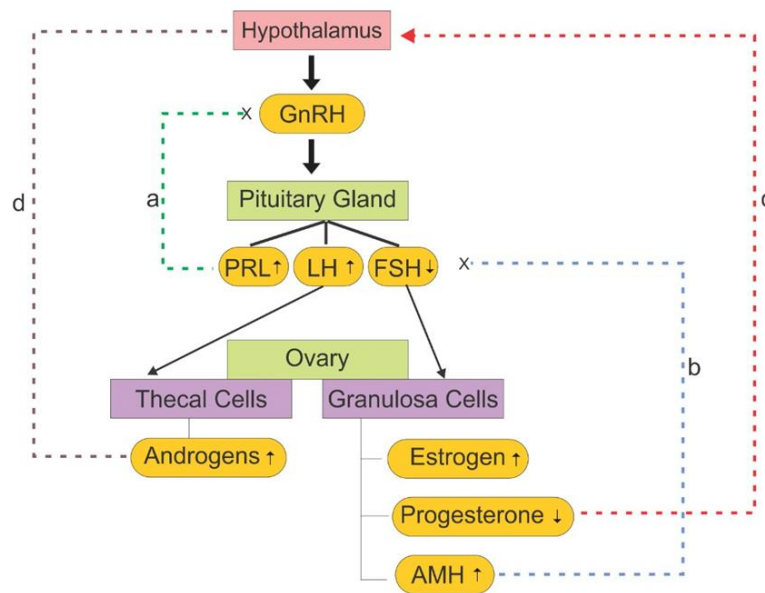 Hypothalamus
x GnRH
d
a
Pituitary Gland
PRL↑ LH ↑ FSH↓ x
Ovary
b
Thecal Cells Granulosa Cells
Androgens ↑ Estrogen ↑
Progesterone ↓
AMH ↑